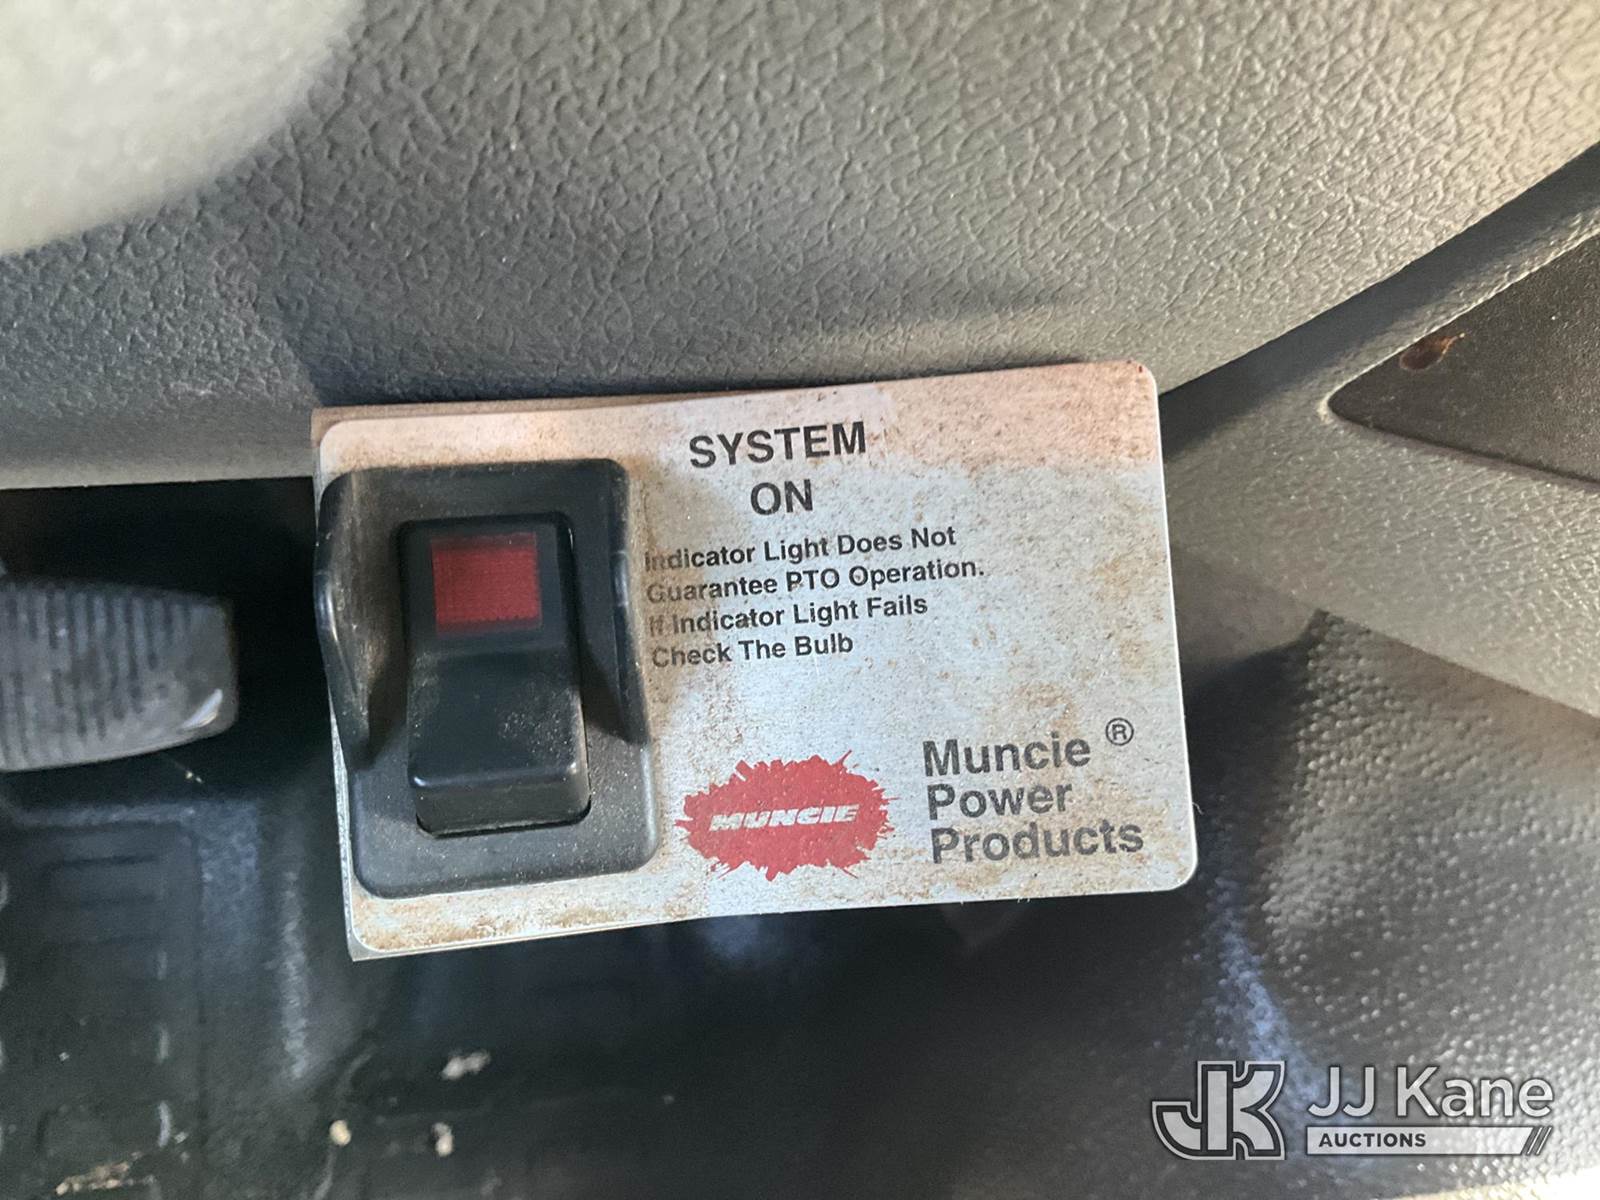 SYSTEM
ON
Indicator Light Does Not
Guarantee PTO Operation.
If Indicator Light Fails
Check The Bulb
MUNCIE
Muncie ®
Power
Products
JK JJ Kane
AUCTIONS